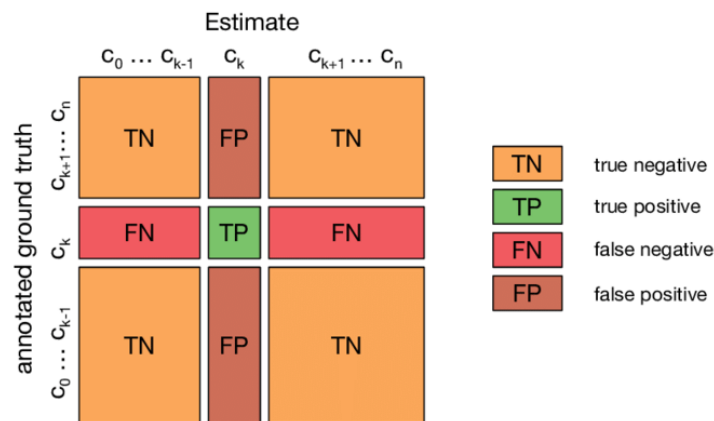 Estimate
c0 … ck-1 ck ck+1 … cn
annotated ground truth
ck+1 … cn
TN FP TN
ck
FN TP FN
c0 … ck-1
TN FP TN
TN true negative
TP true positive
FN false negative
FP false positive